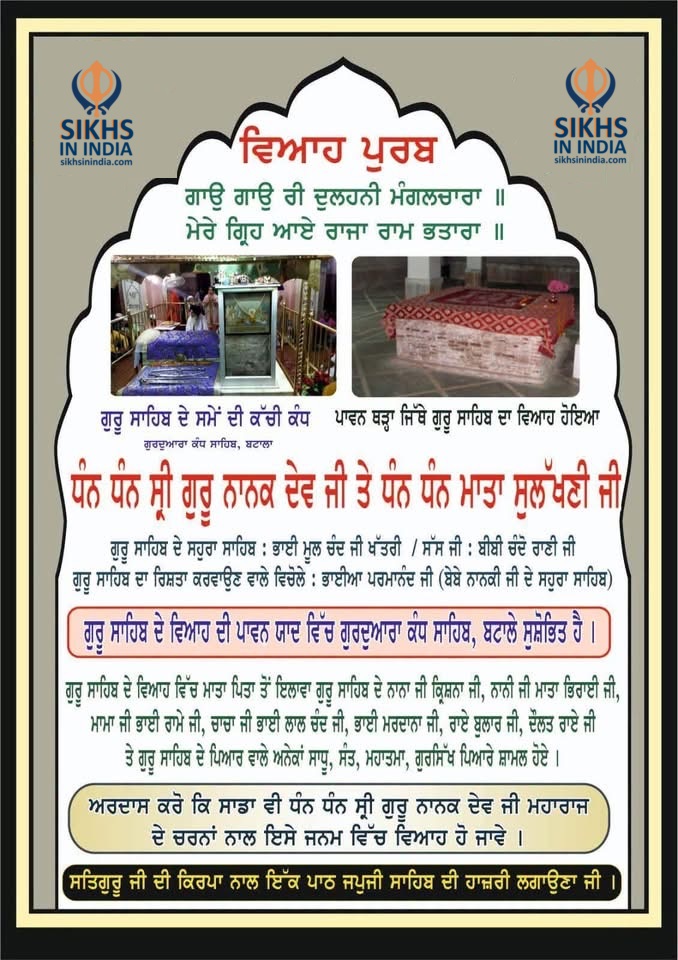 SIKHS
IN INDIA
sikhsinindia.com
SIKHS
IN INDIA
sikhsinindia.com
ਵਿਆਹ ਪੁਰਬ
ਗਾਉ ਗਾਉ ਰੀ ਦੁਲਹਨੀ ਮੰਗਲਚਾਰਾ ॥
ਮੇਰੇ ਗ੍ਰਿਹ ਆਏ ਰਾਜਾ ਰਾਮ ਭਤਾਰਾ ॥
ਗੁਰੂ ਸਾਹਿਬ ਦੇ ਸਮੇਂ ਦੀ ਕੱਚੀ ਕੰਧ
ਗੁਰਦੁਆਰਾ ਕੰਧ ਸਾਹਿਬ, ਬਟਾਲਾ
ਪਾਵਨ ਥੜ੍ਹਾ ਜਿੱਥੇ ਗੁਰੂ ਸਾਹਿਬ ਦਾ ਵਿਆਹ ਹੋਇਆ
ਧੰਨ ਧੰਨ ਸ੍ਰੀ ਗੁਰੂ ਨਾਨਕ ਦੇਵ ਜੀ ਤੇ ਧੰਨ ਧੰਨ ਮਾਤਾ ਸੁਲੱਖਣੀ ਜੀ
ਗੁਰੂ ਸਾਹਿਬ ਦੇ ਸਹੁਰਾ ਸਾਹਿਬ : ਭਾਈ ਮੂਲ ਚੰਦ ਜੀ ਖੱਤਰੀ / ਸੱਸ ਜੀ : ਬੀਬੀ ਚੰਦੋ ਰਾਣੀ ਜੀ
ਗੁਰੂ ਸਾਹਿਬ ਦਾ ਰਿਸ਼ਤਾ ਕਰਵਾਉਣ ਵਾਲੇ ਵਿਚੋਲੇ : ਭਾਈਆ ਪਰਮਾਨੰਦ ਜੀ (ਬੇਬੇ ਨਾਨਕੀ ਜੀ ਦੇ ਸਹੁਰਾ ਸਾਹਿਬ)
ਗੁਰੂ ਸਾਹਿਬ ਦੇ ਵਿਆਹ ਦੀ ਪਾਵਨ ਯਾਦ ਵਿੱਚ ਗੁਰਦੁਆਰਾ ਕੰਧ ਸਾਹਿਬ, ਬਟਾਲੇ ਸੁਸ਼ੋਭਿਤ ਹੈ ।
ਗੁਰੂ ਸਾਹਿਬ ਦੇ ਵਿਆਹ ਵਿੱਚ ਮਾਤਾ ਪਿਤਾ ਤੋਂ ਇਲਾਵਾ ਗੁਰੂ ਸਾਹਿਬ ਦੇ ਨਾਨਾ ਜੀ ਕ੍ਰਿਸ਼ਨਾ ਜੀ, ਨਾਨੀ ਜੀ ਮਾਤਾ ਭਿਰਾਈ ਜੀ,
ਮਾਮਾ ਜੀ ਭਾਈ ਰਾਮੇ ਜੀ, ਚਾਚਾ ਜੀ ਭਾਈ ਲਾਲ ਚੰਦ ਜੀ, ਭਾਈ ਮਰਦਾਨਾ ਜੀ, ਰਾਏ ਬੁਲਾਰ ਜੀ, ਦੌਲਤ ਰਾਏ ਜੀ
ਤੇ ਗੁਰੂ ਸਾਹਿਬ ਦੇ ਪਿਆਰ ਵਾਲੇ ਅਨੇਕਾਂ ਸਾਧੂ, ਸੰਤ, ਮਹਾਤਮਾ, ਗੁਰਸਿੱਖ ਪਿਆਰੇ ਸ਼ਾਮਲ ਹੋਏ ।
ਅਰਦਾਸ ਕਰੋ ਕਿ ਸਾਡਾ ਵੀ ਧੰਨ ਧੰਨ ਸ੍ਰੀ ਗੁਰੂ ਨਾਨਕ ਦੇਵ ਜੀ ਮਹਾਰਾਜ
ਦੇ ਚਰਨਾਂ ਨਾਲ ਇਸੇ ਜਨਮ ਵਿੱਚ ਵਿਆਹ ਹੋ ਜਾਵੇ ।
ਸਤਿਗੁਰੂ ਜੀ ਦੀ ਕਿਰਪਾ ਨਾਲ ਇੱਕ ਪਾਠ ਜਪੁਜੀ ਸਾਹਿਬ ਦੀ ਹਾਜ਼ਰੀ ਲਗਾਉਣਾ ਜੀ ।